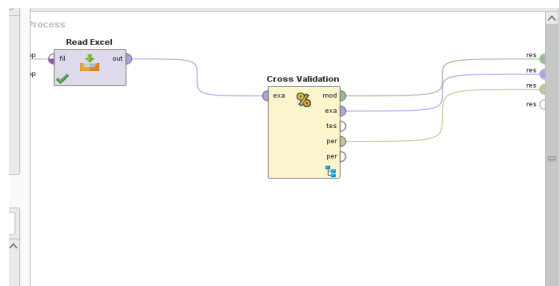 Process
Read Excel
fil
out
Cross Validation
exa
mod
exa
tes
per
per
res
res
res
res